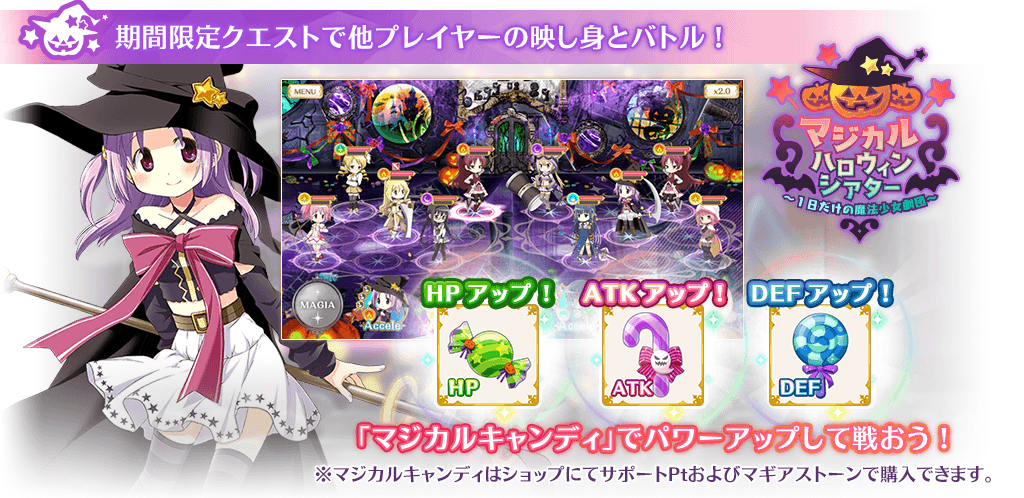 期間限定クエストで他プレイヤーの映し身とバトル！
MENU
x2.0
マジカル
ハロウィン
シアター
～1日だけの魔法少女劇団～
MAGIA
Accele
Accele
HPアップ！
ATKアップ！
DEFアップ！
HP
ATK
DEF
「マジカルキャンディ」でパワーアップして戦おう！
※マジカルキャンディはショップにてサポートPtおよびマギアストーンで購入できます。